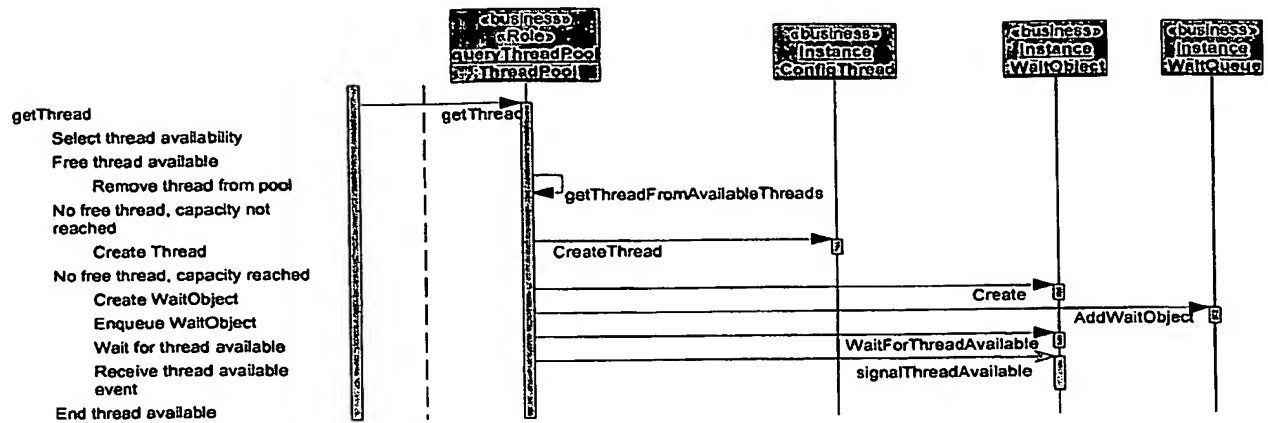 «business»
«Role»
queryThreadPool
:ThreadPool
«business»
Instance
:ConfigThread
«business»
Instance
:WaitObject
«business»
Instance
:WaitQueue
getThread
Select thread availability
Free thread available
Remove thread from pool
No free thread, capacity not
reached
Create Thread
No free thread, capacity reached
Create WaitObject
Enqueue WaitObject
Wait for thread available
Receive thread available
event
End thread available
getThread
getThreadFromAvailableThreads
CreateThread
Create
AddWaitObject
WaitForThreadAvailable
signalThreadAvailable